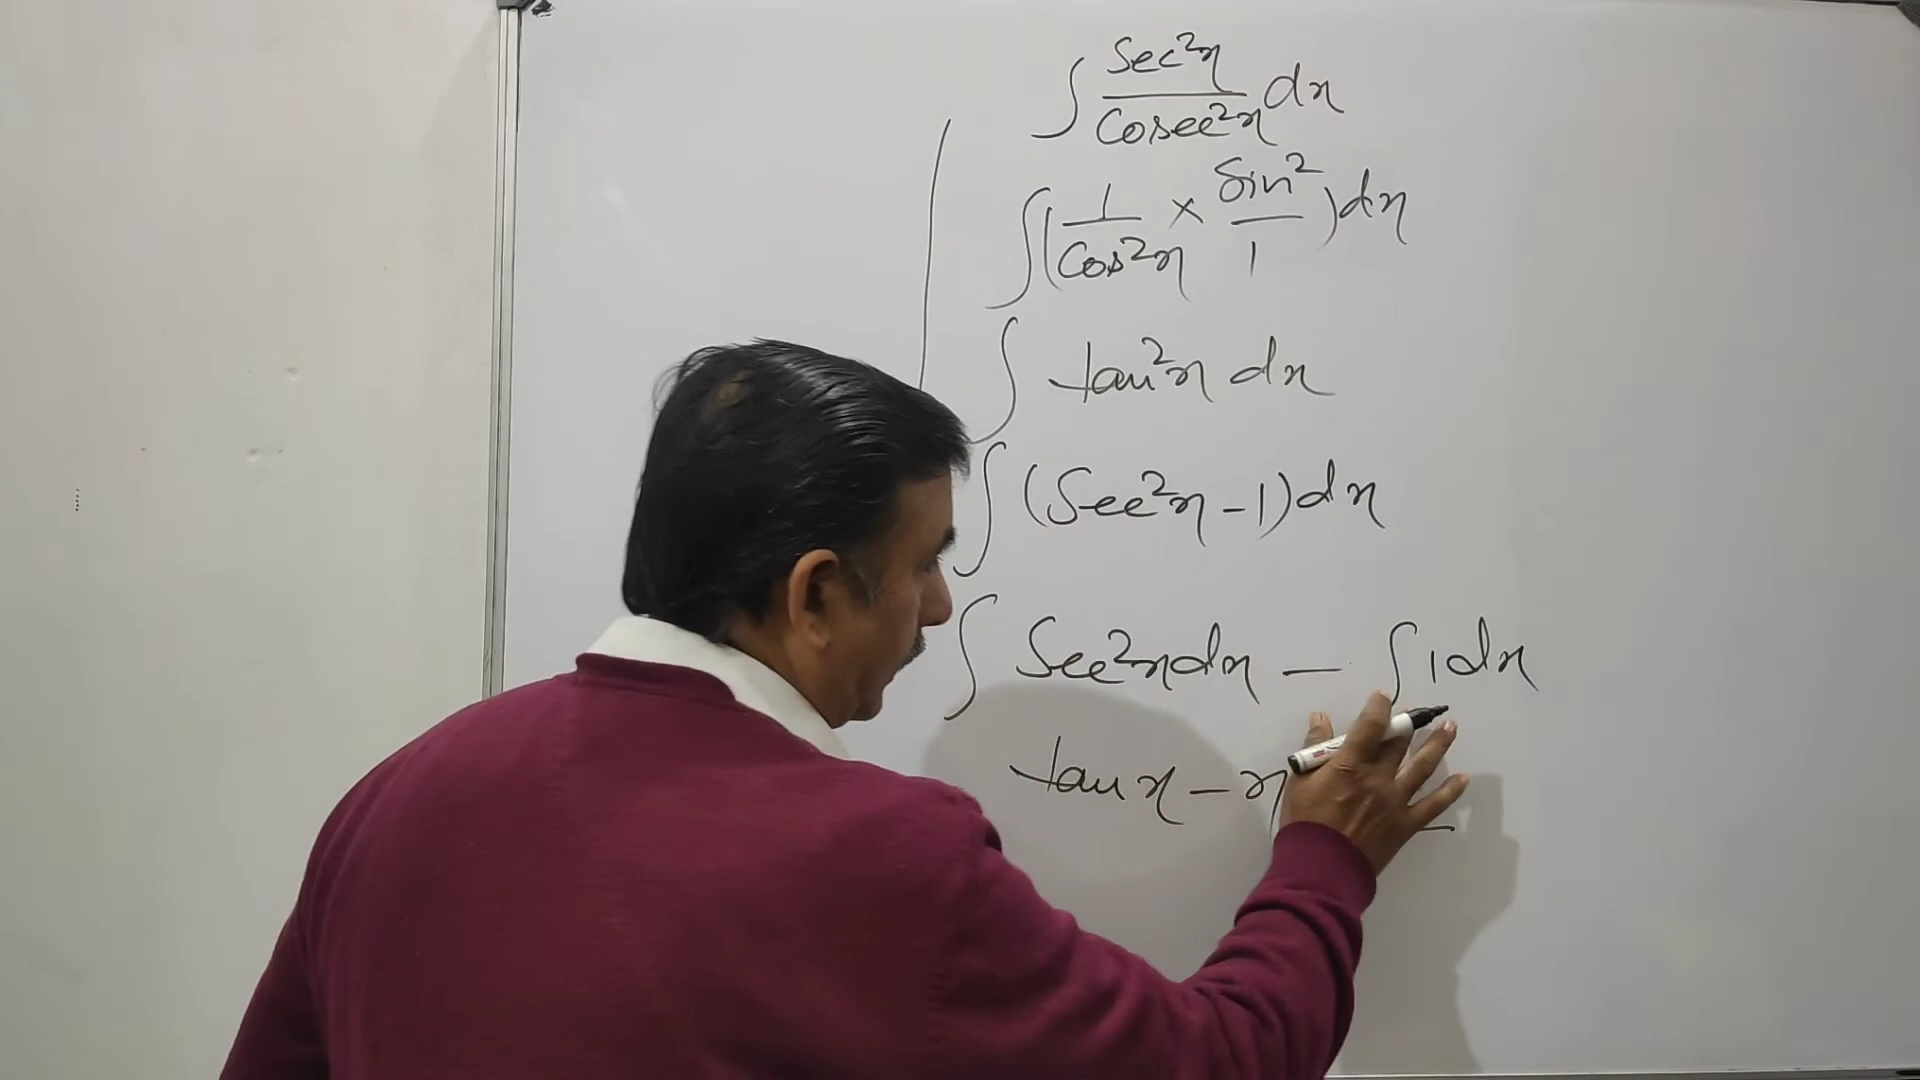 ∫ Sec²x / Cosec²x dx
∫ (1 / Cos²x × Sin² / 1) dx
∫ tan²x dx
∫ (Sec²x - 1) dx
∫ Sec²x dx - ∫ 1 dx
tan x - x